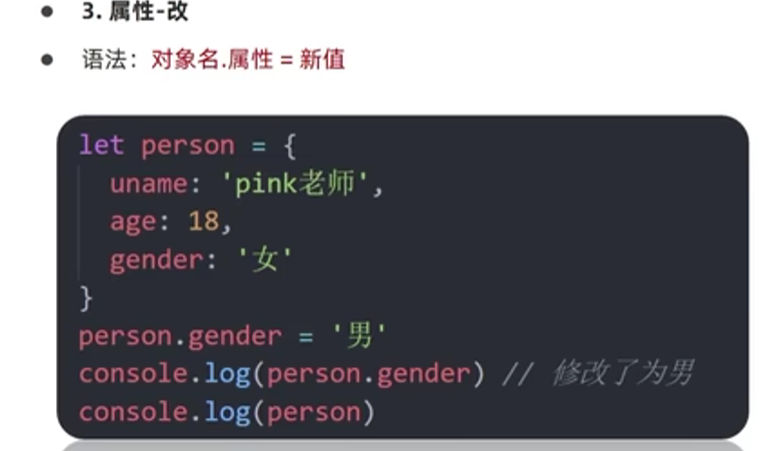 3. 属性-改
语法：对象名.属性 = 新值
let person = {
uname: 'pink老师',
age: 18,
gender: '女'
}
person.gender = '男'
console.log(person.gender) // 修改了为男
console.log(person)